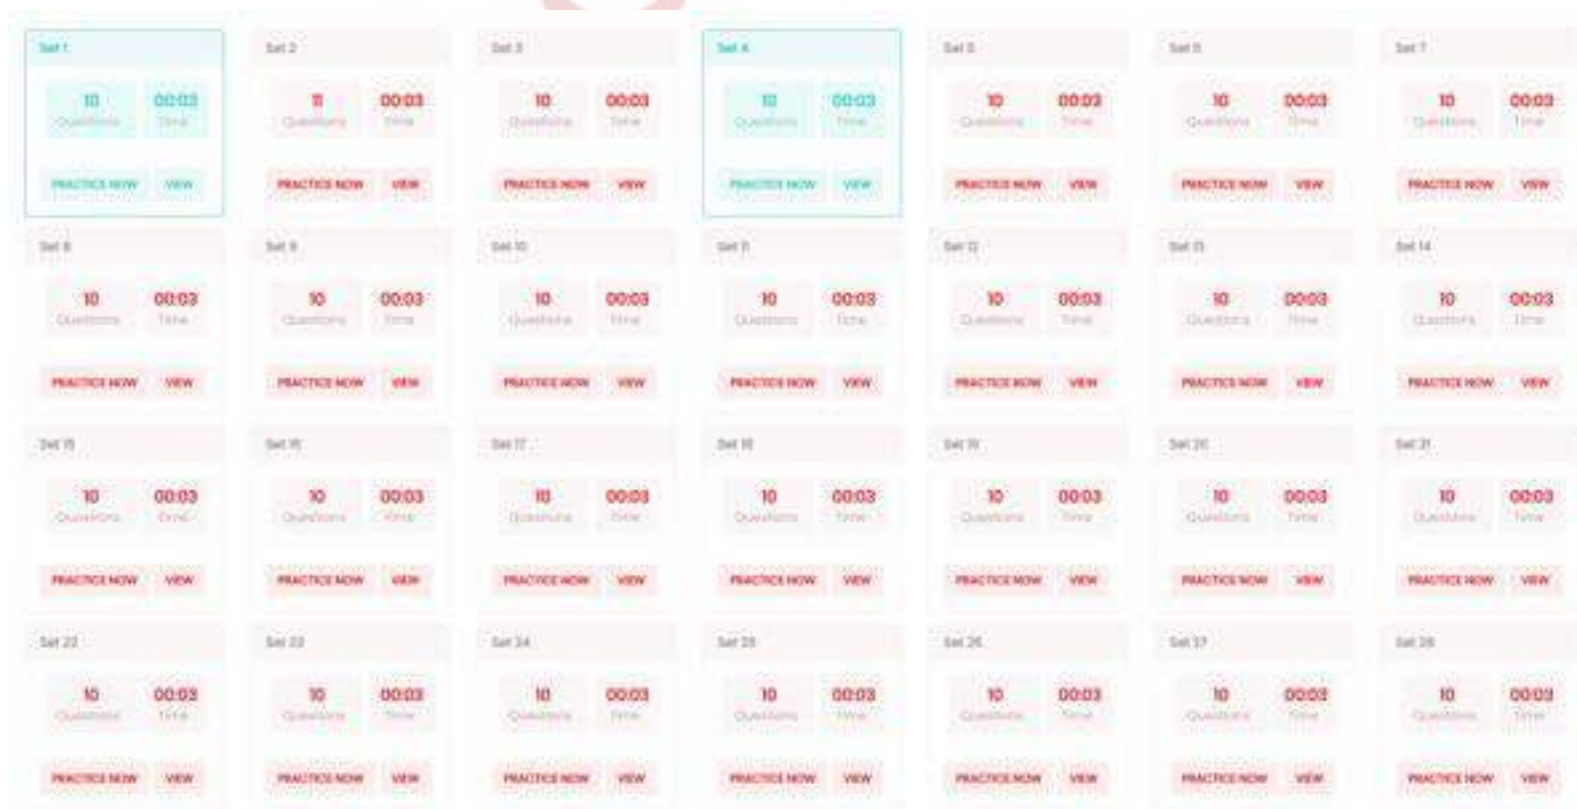 Set 1 Set 2 Set 3 Set 4 Set 5 Set 6 Set 7
10 00:03 11 00:03 10 00:03 10 00:03 10 00:03 10 00:03 10 00:03
Questions Time Questions Time Questions Time Questions Time Questions Time Questions Time Questions Time
PRACTICE NOW VIEW PRACTICE NOW VIEW PRACTICE NOW VIEW PRACTICE NOW VIEW PRACTICE NOW VIEW PRACTICE NOW VIEW PRACTICE NOW VIEW
Set 8 Set 9 Set 10 Set 11 Set 12 Set 13 Set 14
10 00:03 10 00:03 10 00:03 10 00:03 10 00:03 10 00:03 10 00:03
Questions Time Questions Time Questions Time Questions Time Questions Time Questions Time Questions Time
PRACTICE NOW VIEW PRACTICE NOW VIEW PRACTICE NOW VIEW PRACTICE NOW VIEW PRACTICE NOW VIEW PRACTICE NOW VIEW PRACTICE NOW VIEW
Set 15 Set 16 Set 17 Set 18 Set 19 Set 20 Set 21
10 00:03 10 00:03 10 00:03 10 00:03 10 00:03 10 00:03 10 00:03
Questions Time Questions Time Questions Time Questions Time Questions Time Questions Time Questions Time
PRACTICE NOW VIEW PRACTICE NOW VIEW PRACTICE NOW VIEW PRACTICE NOW VIEW PRACTICE NOW VIEW PRACTICE NOW VIEW PRACTICE NOW VIEW
Set 22 Set 23 Set 24 Set 25 Set 26 Set 27 Set 28
10 00:03 10 00:03 10 00:03 10 00:03 10 00:03 10 00:03 10 00:03
Questions Time Questions Time Questions Time Questions Time Questions Time Questions Time Questions Time
PRACTICE NOW VIEW PRACTICE NOW VIEW PRACTICE NOW VIEW PRACTICE NOW VIEW PRACTICE NOW VIEW PRACTICE NOW VIEW PRACTICE NOW VIEW